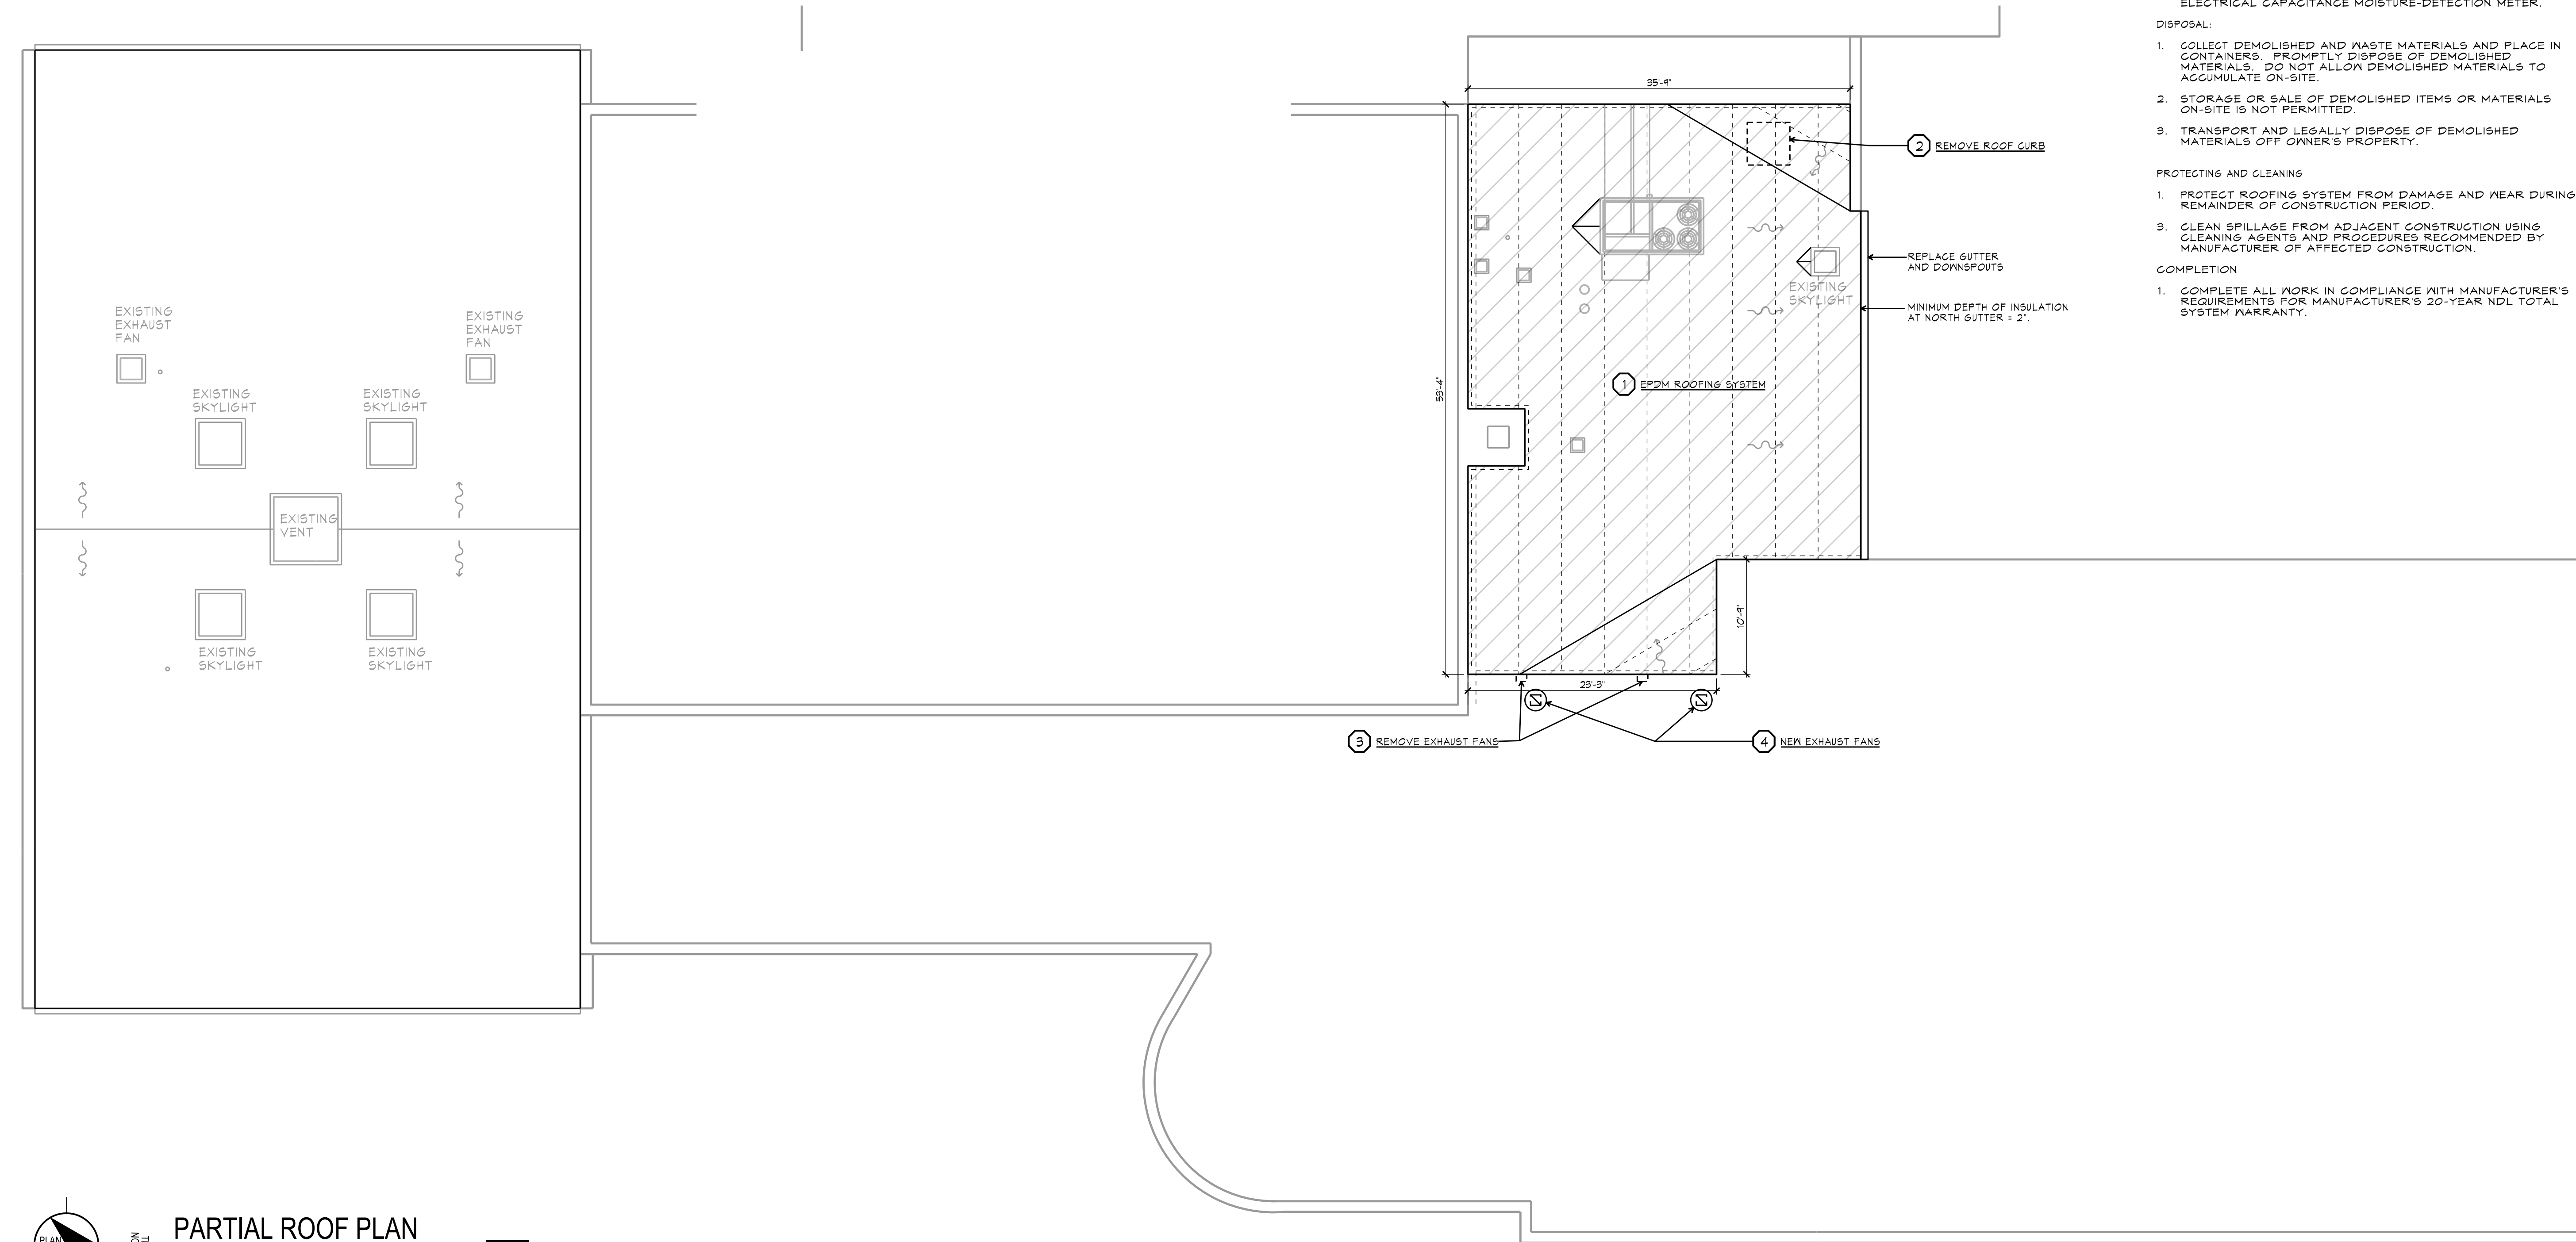 ELECTRICAL CAPACITANCE MOISTURE-DETECTION METER.
DISPOSAL:
1. COLLECT DEMOLISHED AND WASTE MATERIALS AND PLACE IN
CONTAINERS. PROMPTLY DISPOSE OF DEMOLISHED
MATERIALS. DO NOT ALLOW DEMOLISHED MATERIALS TO
ACCUMULATE ON-SITE.
2. STORAGE OR SALE OF DEMOLISHED ITEMS OR MATERIALS
ON-SITE IS NOT PERMITTED.
3. TRANSPORT AND LEGALLY DISPOSE OF DEMOLISHED
MATERIALS OFF OWNER'S PROPERTY.
PROTECTING AND CLEANING
1. PROTECT ROOFING SYSTEM FROM DAMAGE AND WEAR DURING
REMAINDER OF CONSTRUCTION PERIOD.
3. CLEAN SPILLAGE FROM ADJACENT CONSTRUCTION USING
CLEANING AGENTS AND PROCEDURES RECOMMENDED BY
MANUFACTURER OF AFFECTED CONSTRUCTION.
COMPLETION
1. COMPLETE ALL WORK IN COMPLIANCE WITH MANUFACTURER'S
REQUIREMENTS FOR MANUFACTURER'S 20-YEAR NDL TOTAL
SYSTEM WARRANTY.
35'-9"
2 REMOVE ROOF CURB
REPLACE GUTTER
AND DOWNSPOUTS
EXISTING
SKYLIGHT
MINIMUM DEPTH OF INSULATION
AT NORTH GUTTER = 2".
53'-4"
1 EPDM ROOFING SYSTEM
10'-9"
23'-3"
3 REMOVE EXHAUST FANS
4 NEW EXHAUST FANS
EXISTING
EXHAUST
FAN
EXISTING
EXHAUST
FAN
EXISTING
SKYLIGHT
EXISTING
SKYLIGHT
EXISTING
VENT
EXISTING
SKYLIGHT
EXISTING
SKYLIGHT
PLAN
PARTIAL ROOF PLAN